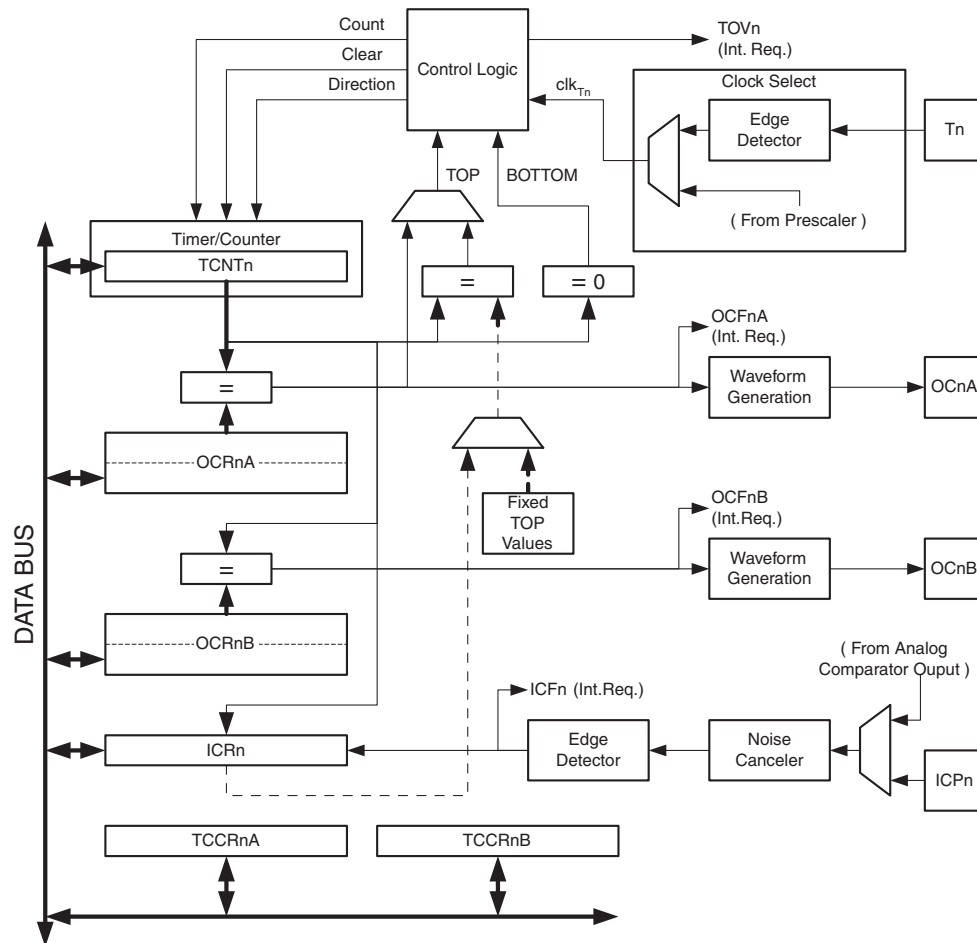 Count
Clear
Direction
Control Logic
TOVn
(Int. Req.)
clkTn
Clock Select
Edge
Detector
Tn
( From Prescaler )
TOP
BOTTOM
Timer/Counter
TCNTn
=
= 0
OCFnA
(Int. Req.)
=
Waveform
Generation
OCnA
OCRnA
Fixed
TOP
Values
OCFnB
(Int.Req.)
=
Waveform
Generation
OCnB
OCRnB
DATA BUS
( From Analog
Comparator Ouput )
ICFn (Int.Req.)
ICRn
Edge
Detector
Noise
Canceler
ICPn
TCCRnA
TCCRnB